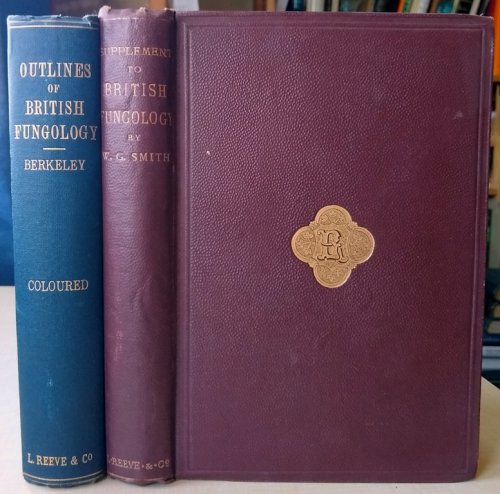 OUTLINES
OF
BRITISH
FUNGOLOGY
BERKELEY
COLOURED
L. REEVE & Co
SUPPLEMENT
TO
BRITISH
FUNGOLOGY
BY
W. G. SMITH
L. REEVE & Co
R